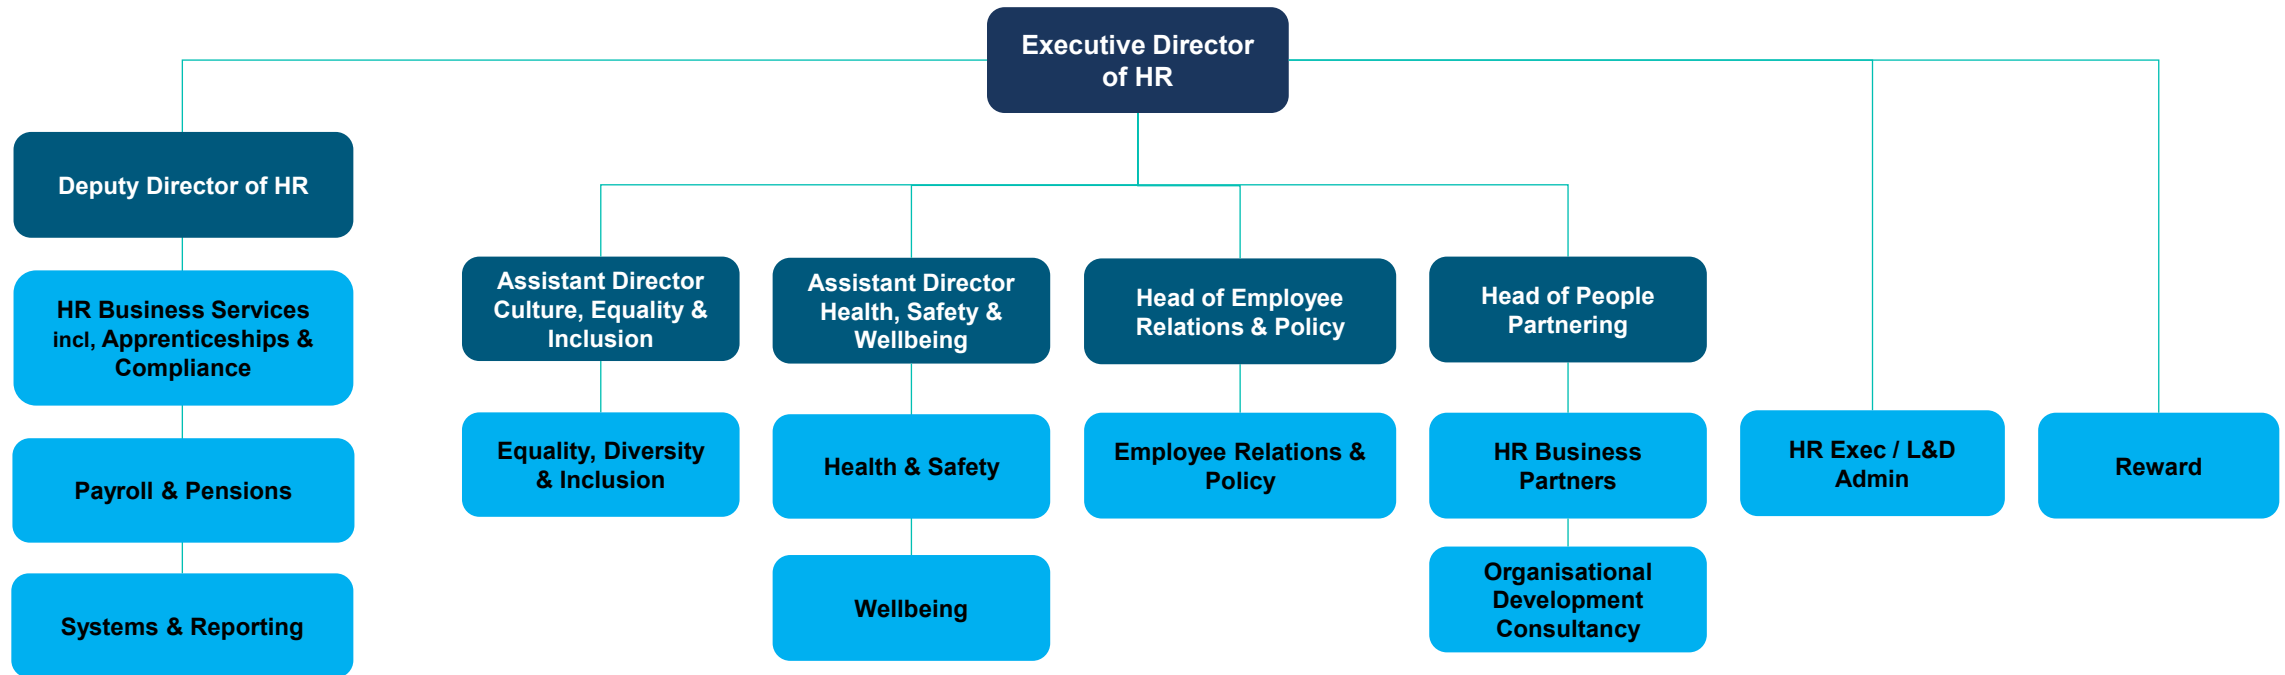 Executive Director
of HR
Deputy Director of HR
HR Business Services
incl, Apprenticeships &
Compliance
Payroll & Pensions
Systems & Reporting
Assistant Director
Culture, Equality &
Inclusion
Equality, Diversity
& Inclusion
Assistant Director
Health, Safety &
Wellbeing
Health & Safety
Wellbeing
Head of Employee
Relations & Policy
Employee Relations &
Policy
Head of People
Partnering
HR Business
Partners
Organisational
Development
Consultancy
HR Exec / L&D
Admin
Reward